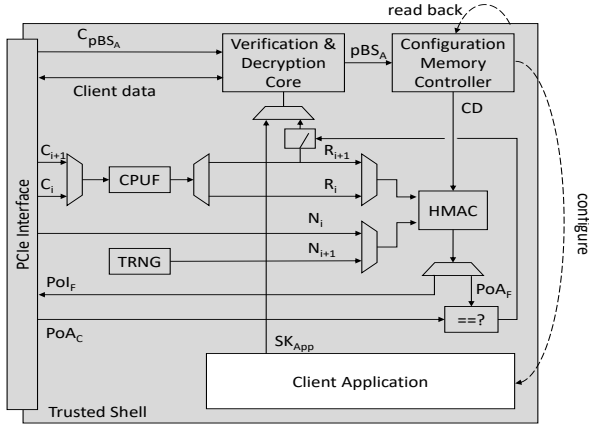 read back
C_pBS_A
Verification &
Decryption
Core
pBS_A
Configuration
Memory
Controller
Client data
CD
C_i+1
C_i
CPUF
R_i+1
R_i
HMAC
configure
PCIe Interface
N_i
TRNG
N_i+1
PoI_F
PoA_F
==?
PoA_C
SK_App
Client Application
Trusted Shell